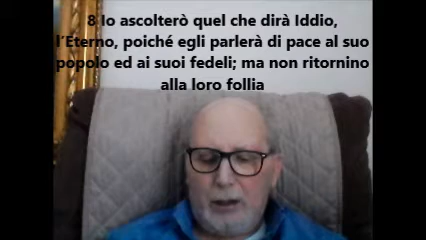 8 Io ascolterò quel che dirà Iddio,
l'Eterno, poiché egli parlerà di pace al suo
popolo ed ai suoi fedeli; ma non ritornino
alla loro follia